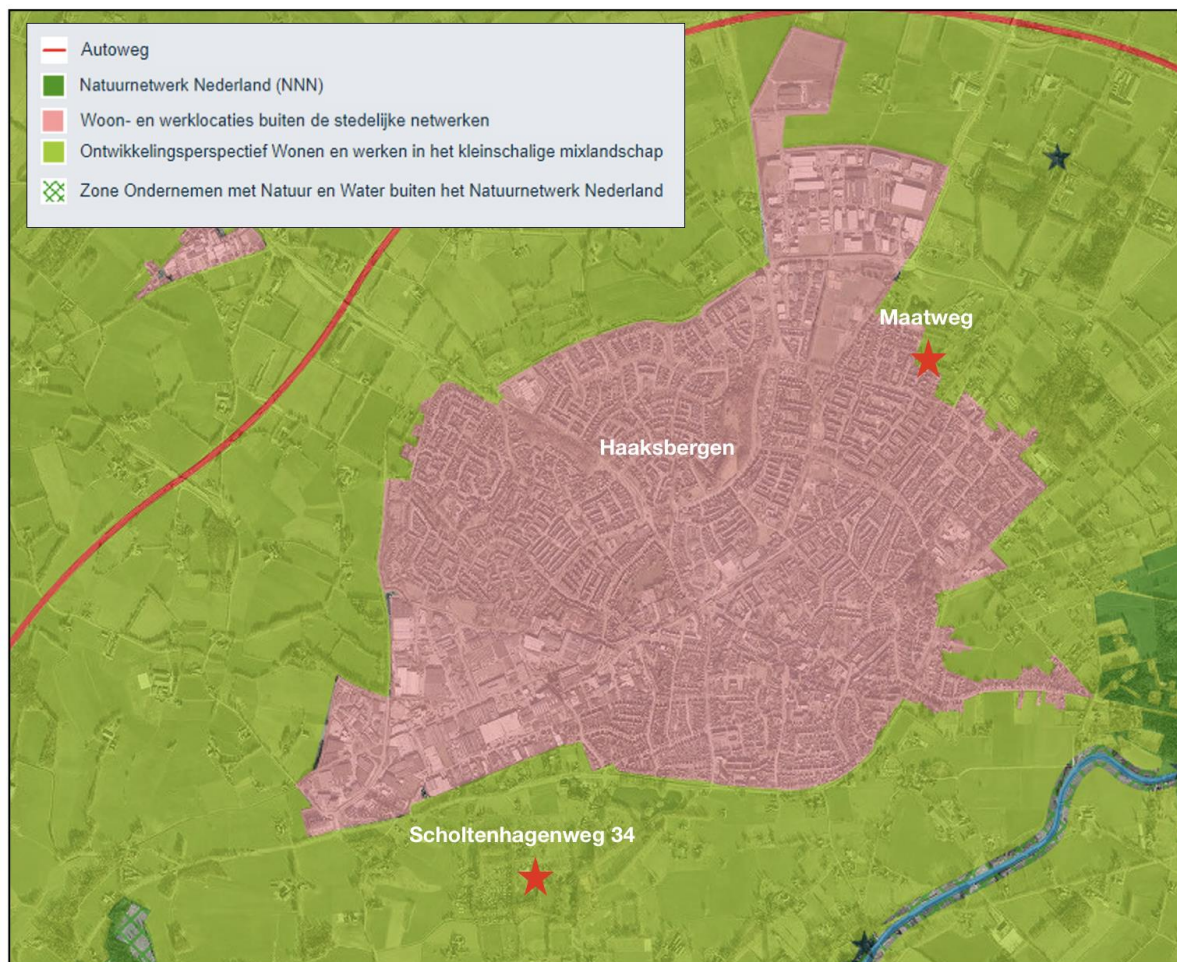 Autoweg
Natuurnetwerk Nederland (NNN)
Woon- en werklocaties buiten de stedelijke netwerken
Ontwikkelingsperspectief Wonen en werken in het kleinschalige mixlandschap
Zone Ondernemen met Natuur en Water buiten het Natuurnetwerk Nederland
Maatweg
Haaksbergen
Scholtenhagenweg 34